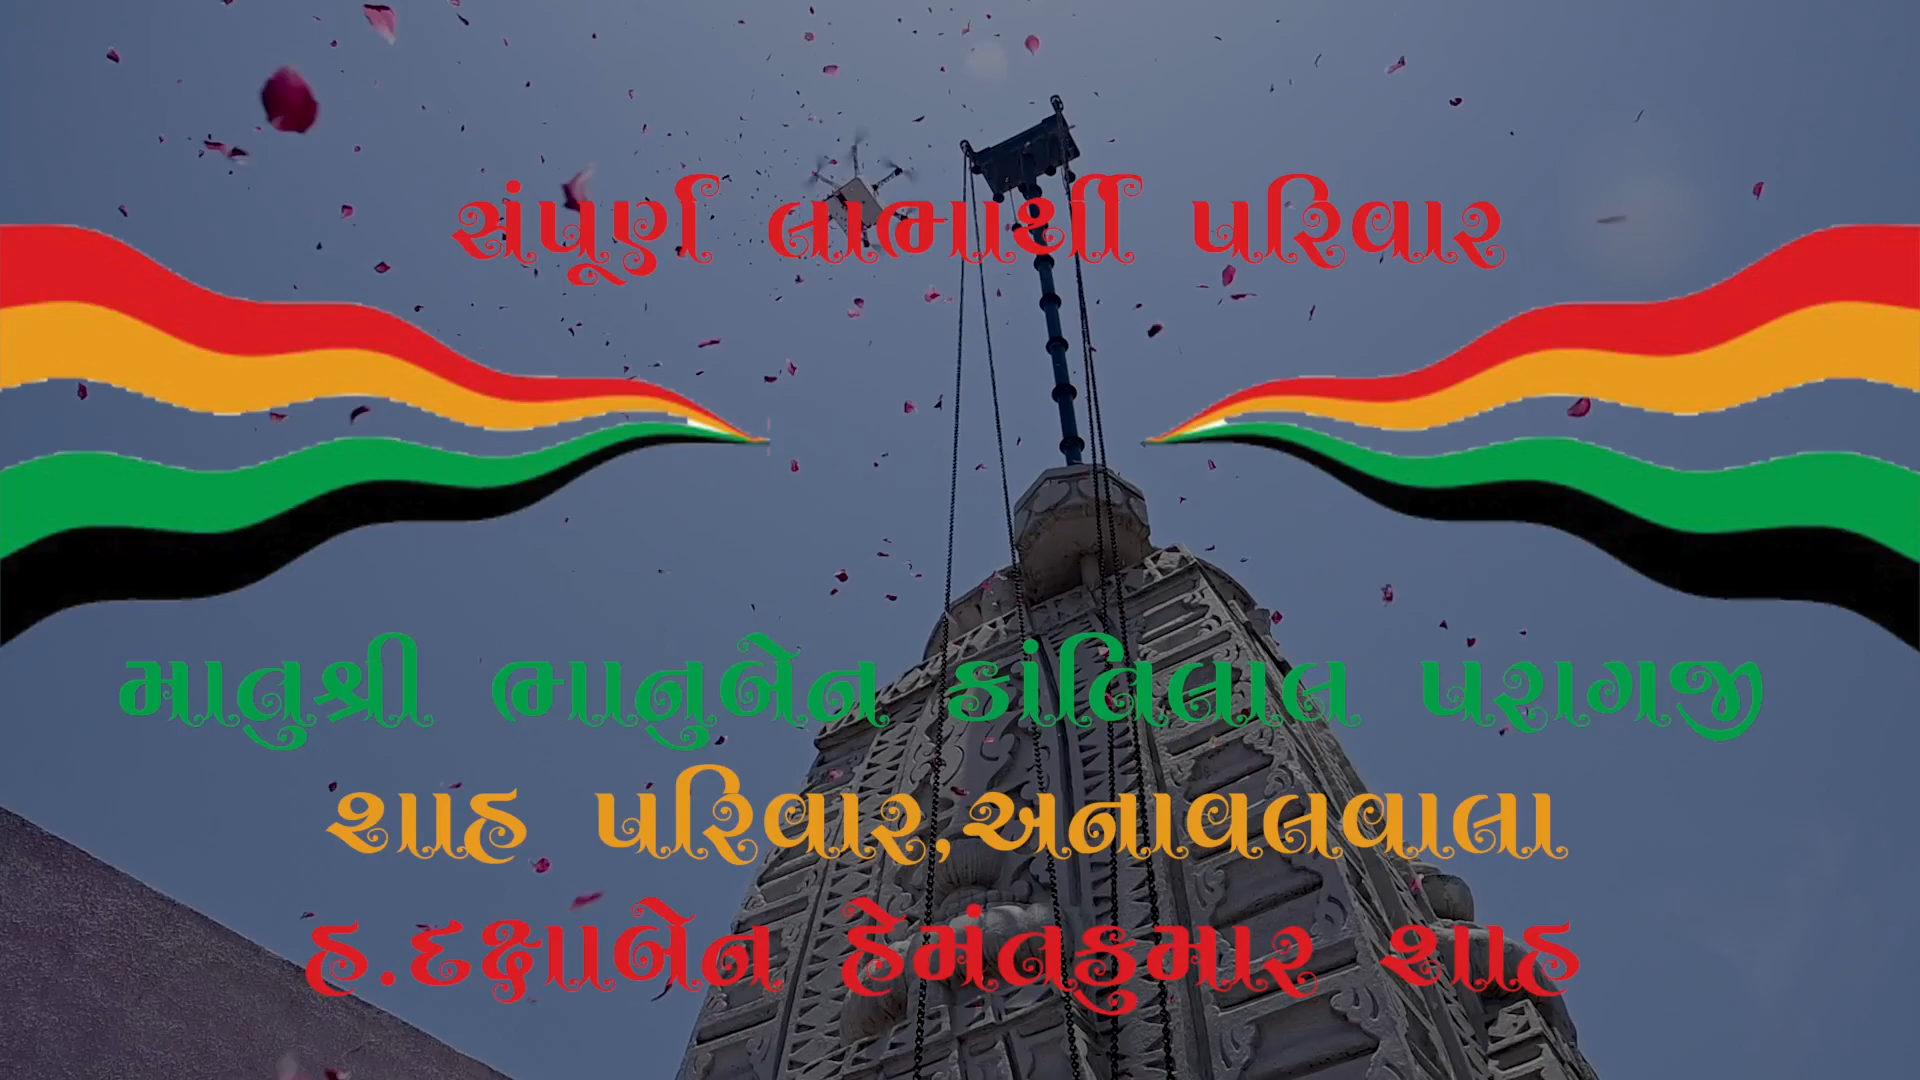 સંપૂર્ણ લાભાર્થી પરિવાર
માતુશ્રી ભાનુબેન કાંતિલાલ પરાગજી
શાહ પરિવાર,અનાવલવાલા
હ.દક્ષાબેન હેમંતકુમાર શાહ